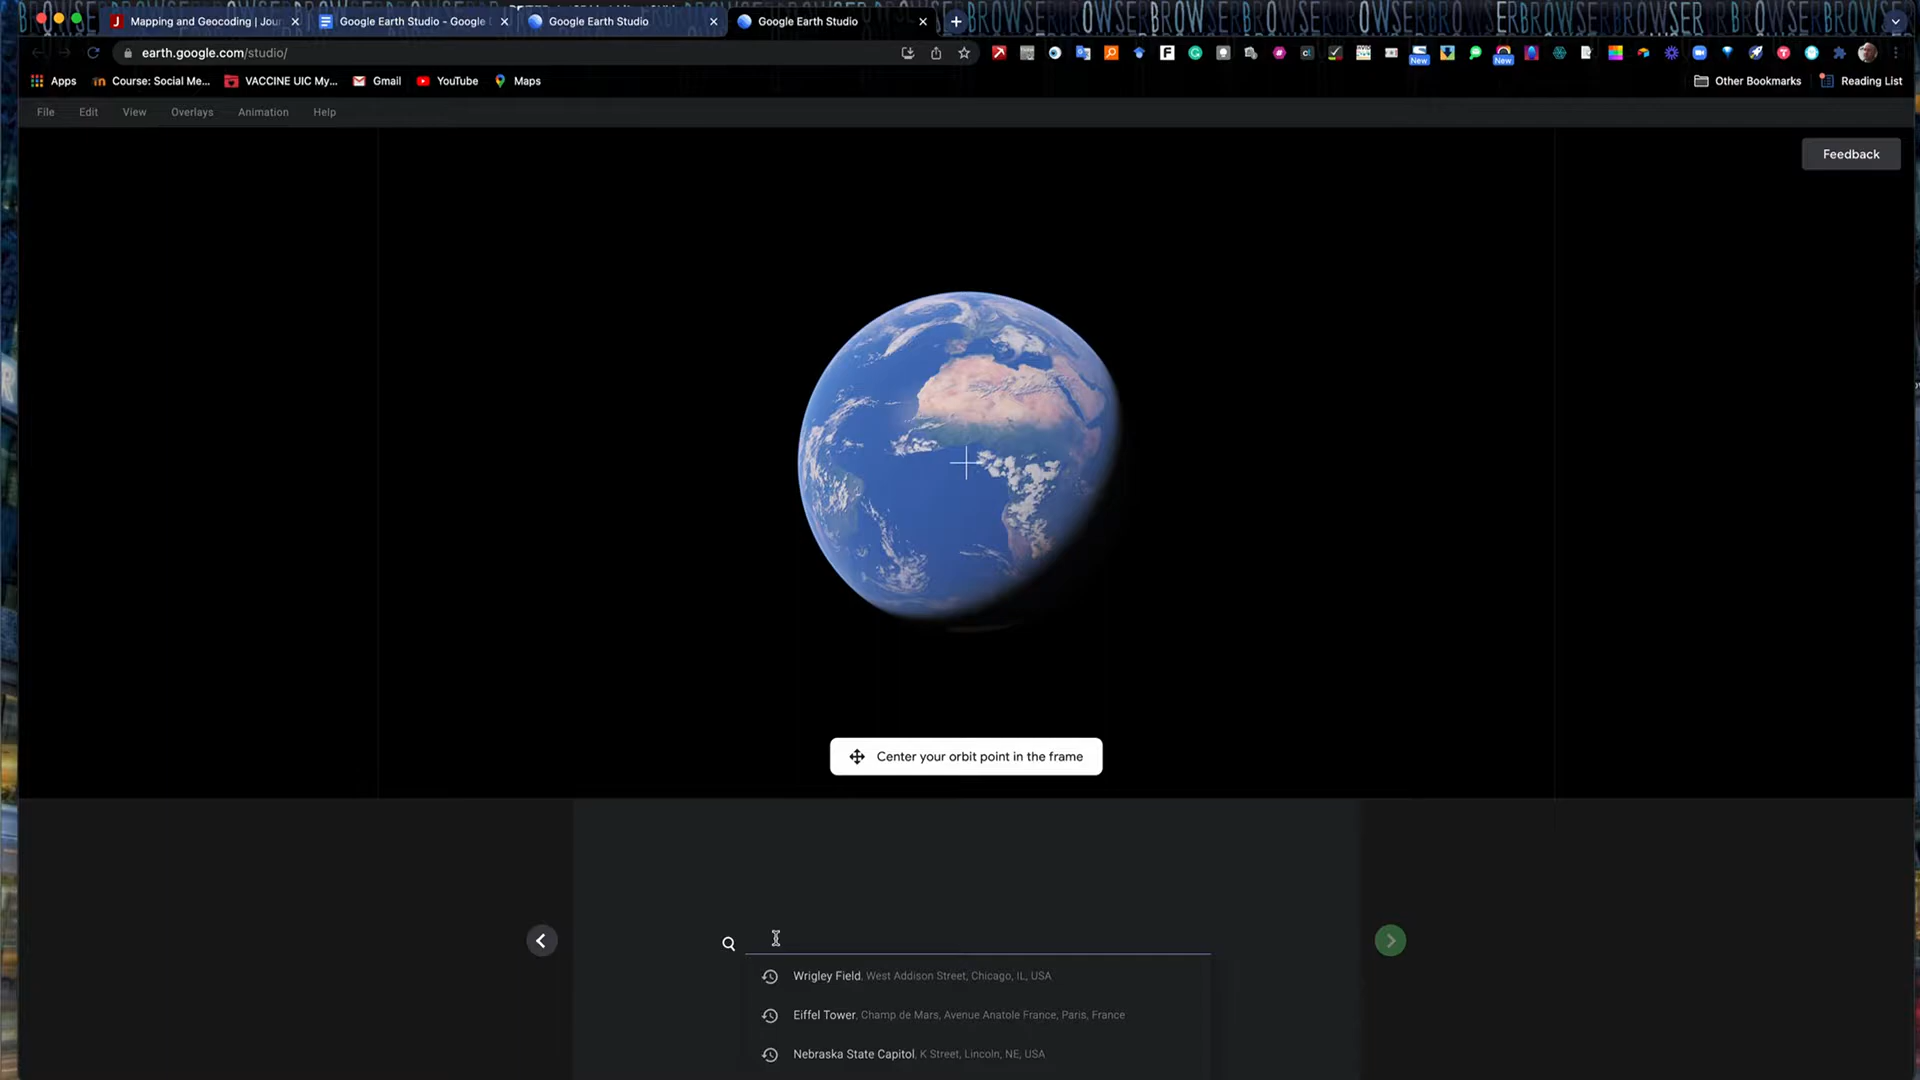 Mapping and Geocoding | Jour
Google Earth Studio - Google
Google Earth Studio
Google Earth Studio
earth.google.com/studio/
New
New
Apps
Course: Social Me...
VACCINE UIC My...
Gmail
YouTube
Maps
Other Bookmarks
Reading List
File
Edit
View
Overlays
Animation
Help
Feedback
Center your orbit point in the frame
Wrigley Field, West Addison Street, Chicago, IL, USA
Eiffel Tower, Champ de Mars, Avenue Anatole France, Paris, France
Nebraska State Capitol, K Street, Lincoln, NE, USA